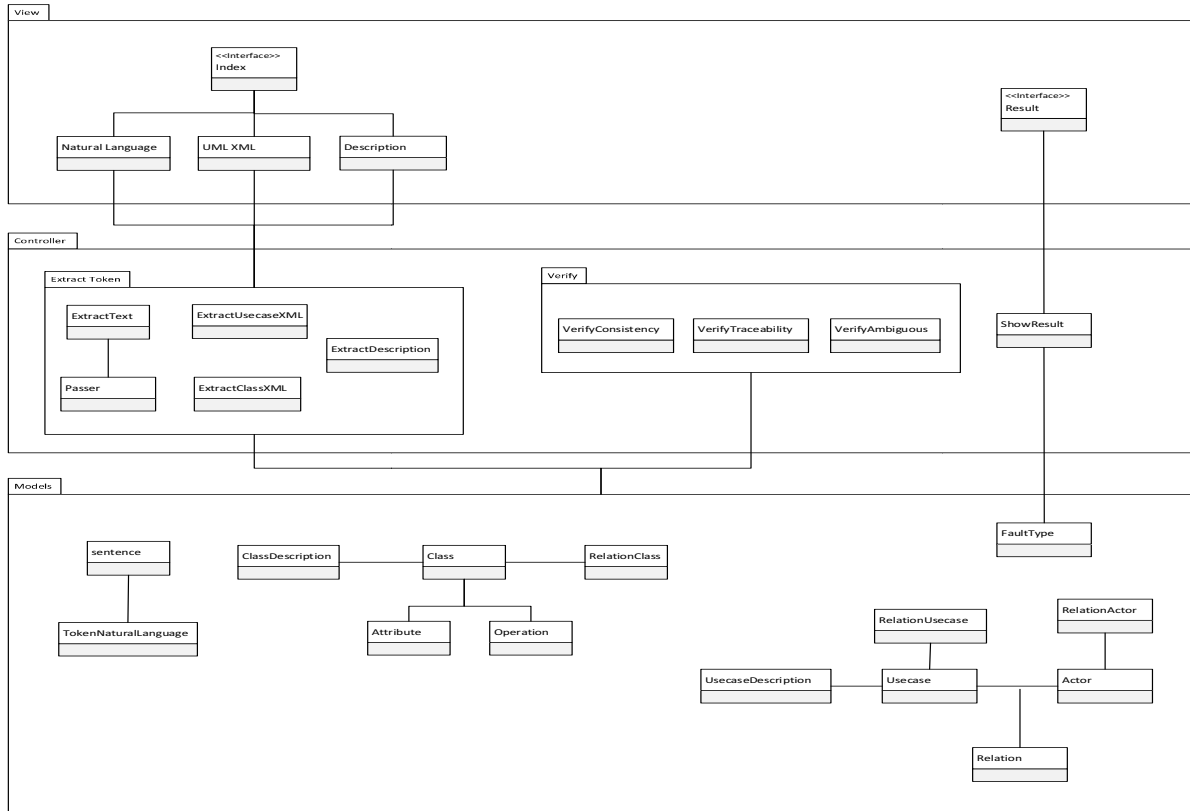 View
<<Interface>>
Index
<<Interface>>
Result
Natural Language
UML XML
Description
Controller
Extract Token
Verify
ExtractText
ExtractUsecaseXML
VerifyConsistency
VerifyTraceability
VerifyAmbiguous
ShowResult
ExtractDescription
Passer
ExtractClassXML
Models
sentence
ClassDescription
Class
RelationClass
FaultType
TokenNaturalLanguage
Attribute
Operation
RelationUsecase
RelationActor
UsecaseDescription
Usecase
Actor
Relation